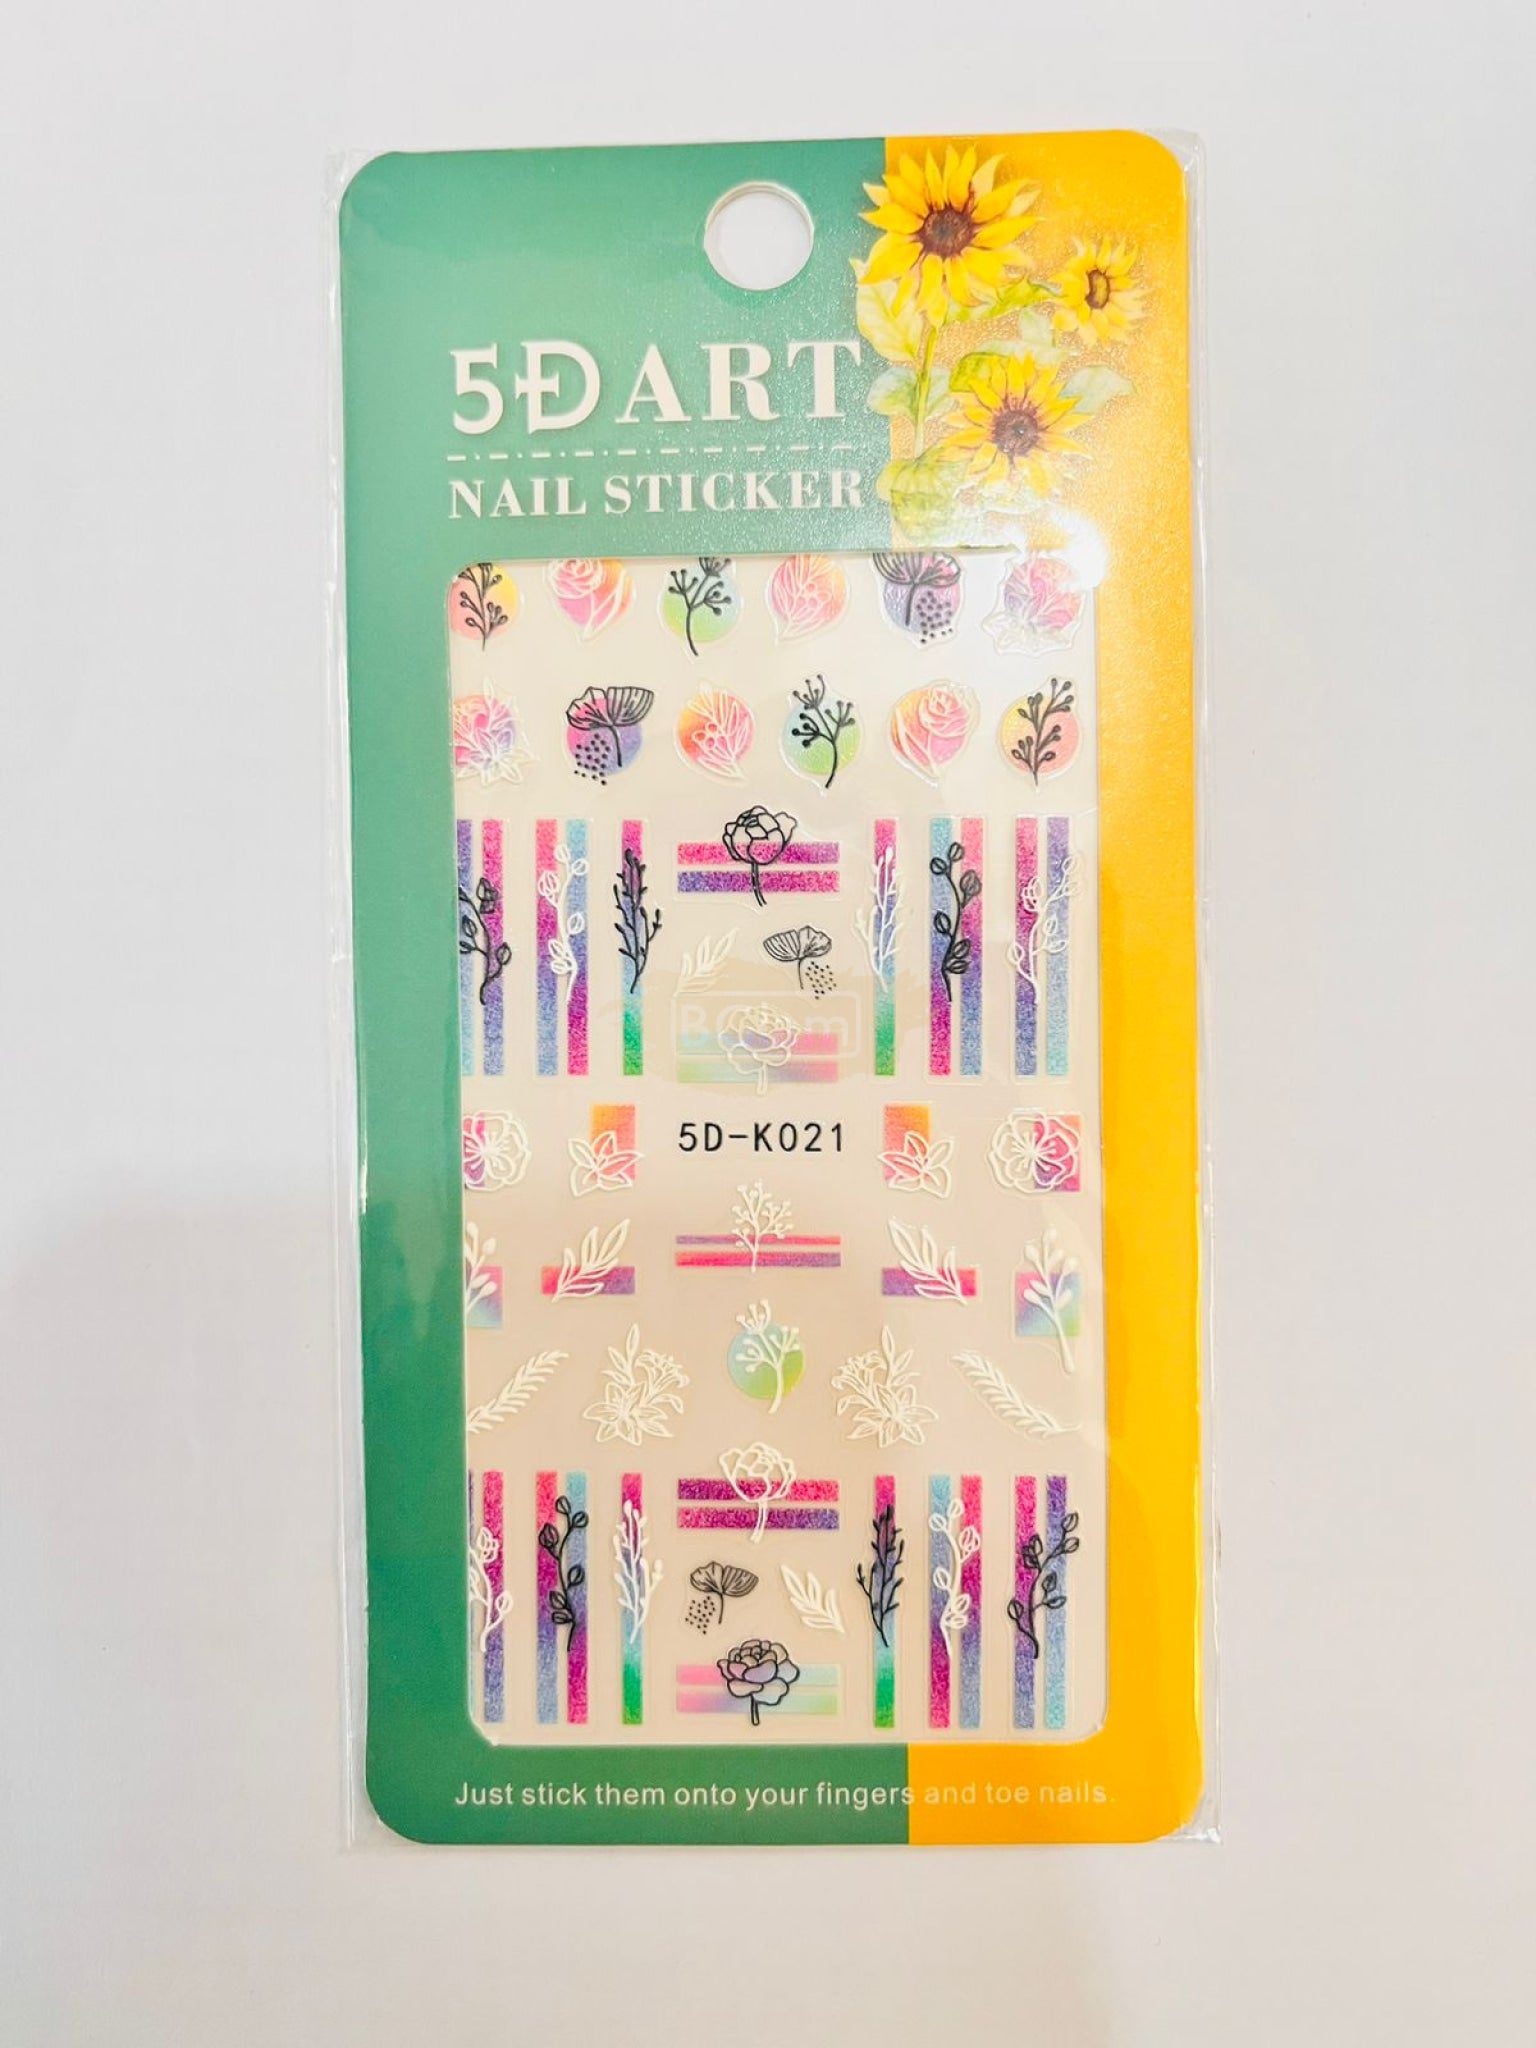 5D ART
NAIL STICKER
5D-K021
Just stick them onto your fingers and toe nails.